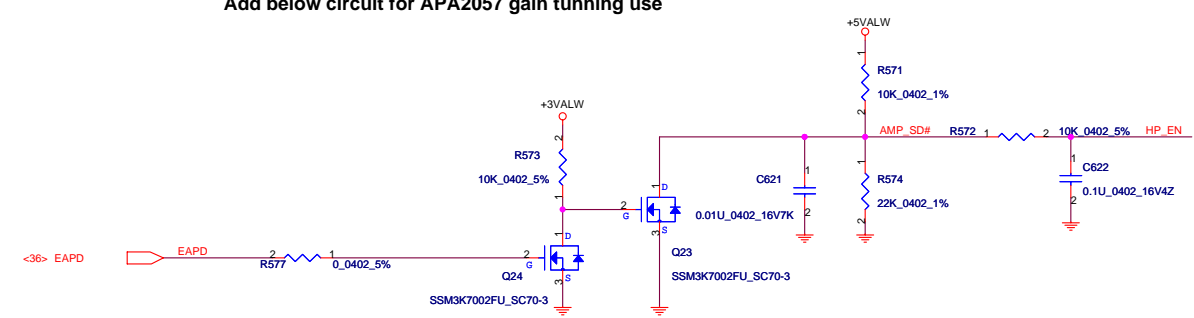 Add below circuit for APA2057 gain tunning use
+5VALW
1
R571
10K_0402_1%
2
+3VALW
2
R573
10K_0402_5%
1
AMP_SD#
R572
1
2
10K_0402_5%
HP_EN
1
C621
0.01U_0402_16V7K
2
1
R574
22K_0402_1%
2
1
C622
0.1U_0402_16V4Z
2
1
D
2
G
3
S
Q23
SSM3K7002FU_SC70-3
<36> EAPD
EAPD
2
R577
1
0_0402_5%
1
D
2
G
3
S
Q24
SSM3K7002FU_SC70-3